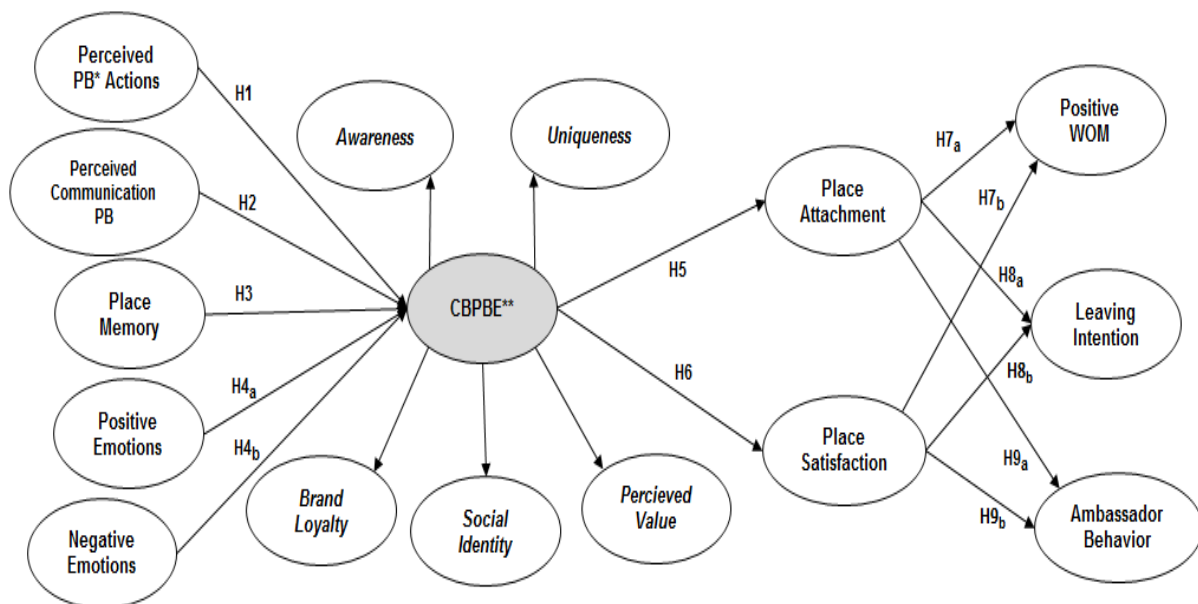 Perceived
PB* Actions
H1
Perceived
Communication
PB
H2
Place
Memory
H3
Positive
Emotions
H4a
Negative
Emotions
H4b
Awareness
Uniqueness
CBPBE**
Brand
Loyalty
Social
Identity
Percieved
Value
H5
H6
Place
Attachment
Place
Satisfaction
H7a
H7b
H8a
H8b
H9a
H9b
Positive
WOM
Leaving
Intention
Ambassador
Behavior